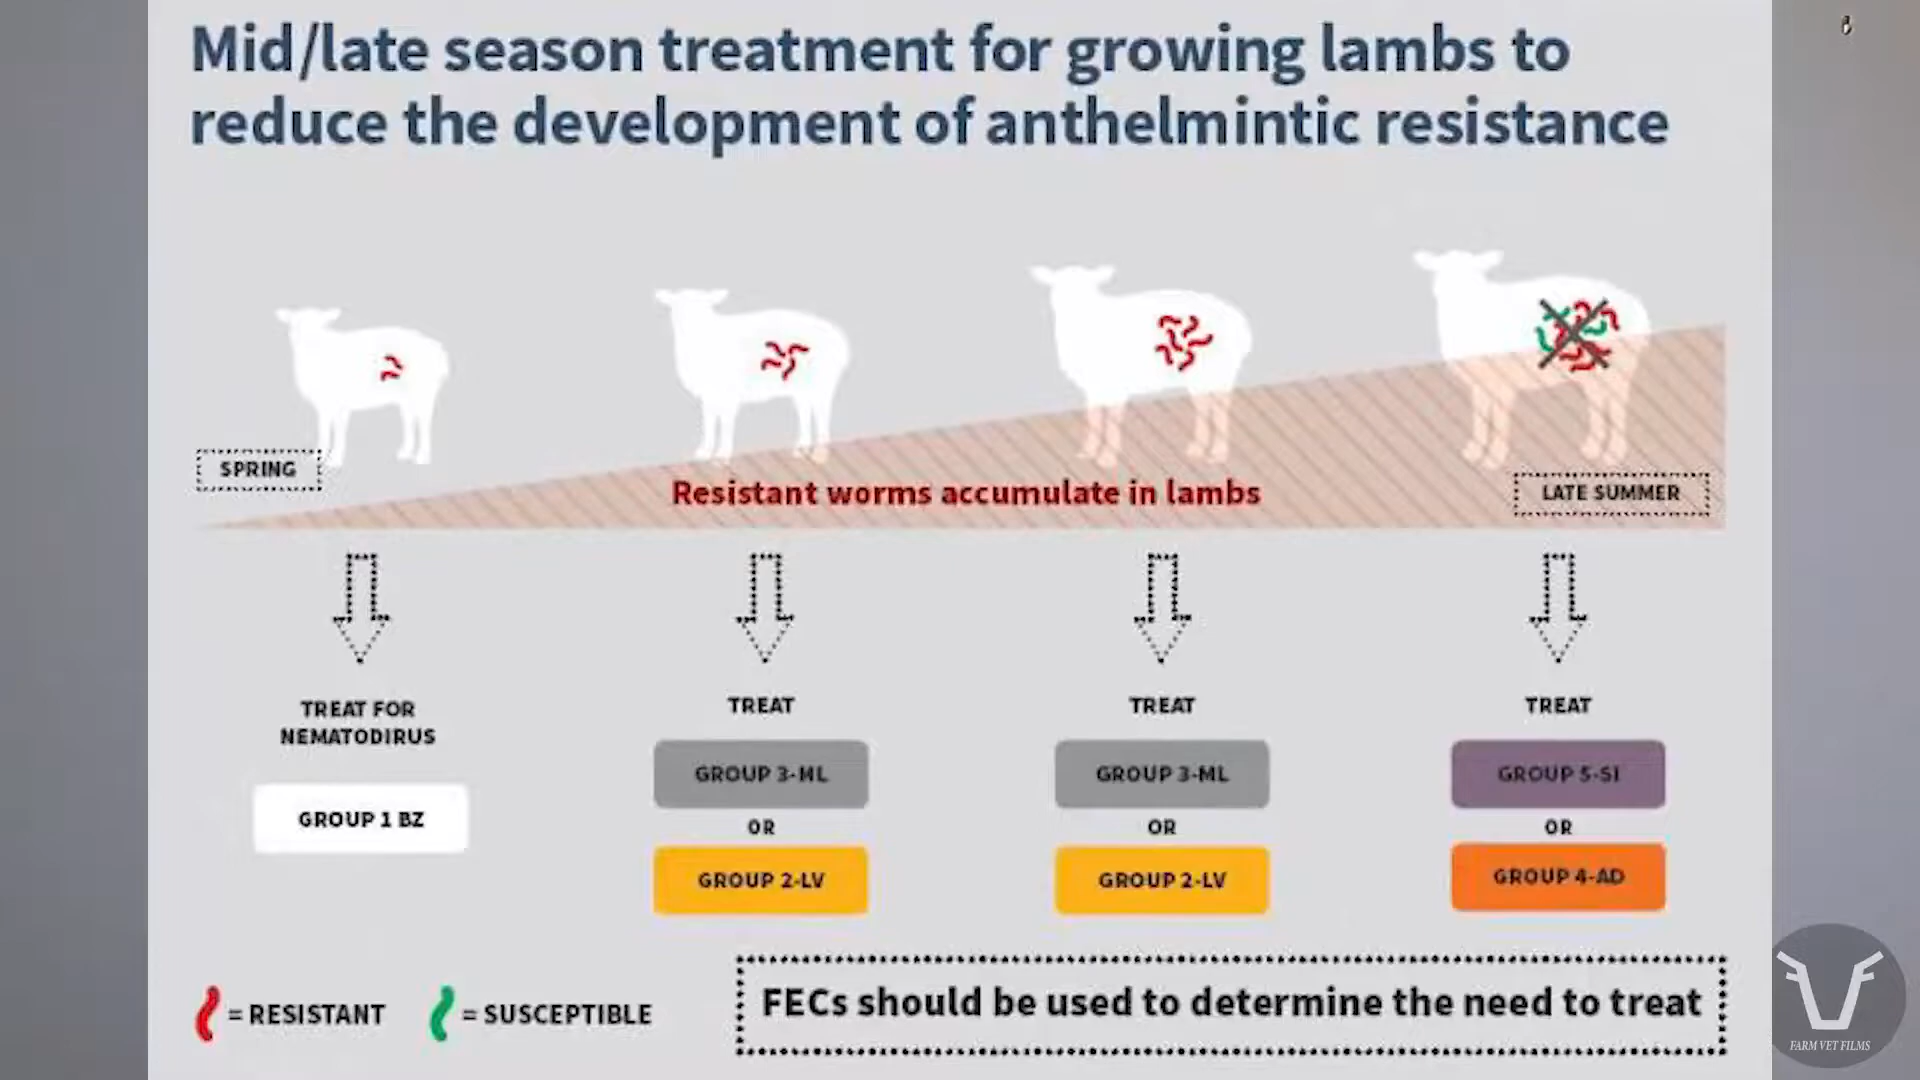 Mid/late season treatment for growing lambs to
reduce the development of anthelmintic resistance
SPRING
Resistant worms accumulate in lambs
LATE SUMMER
TREAT FOR
NEMATODIRUS
GROUP 1 BZ
TREAT
GROUP 3-ML
OR
GROUP 2-LV
TREAT
GROUP 3-ML
OR
GROUP 2-LV
TREAT
GROUP 5-SI
OR
GROUP 4-AD
= RESISTANT
= SUSCEPTIBLE
FECs should be used to determine the need to treat
FARM VET FILMS